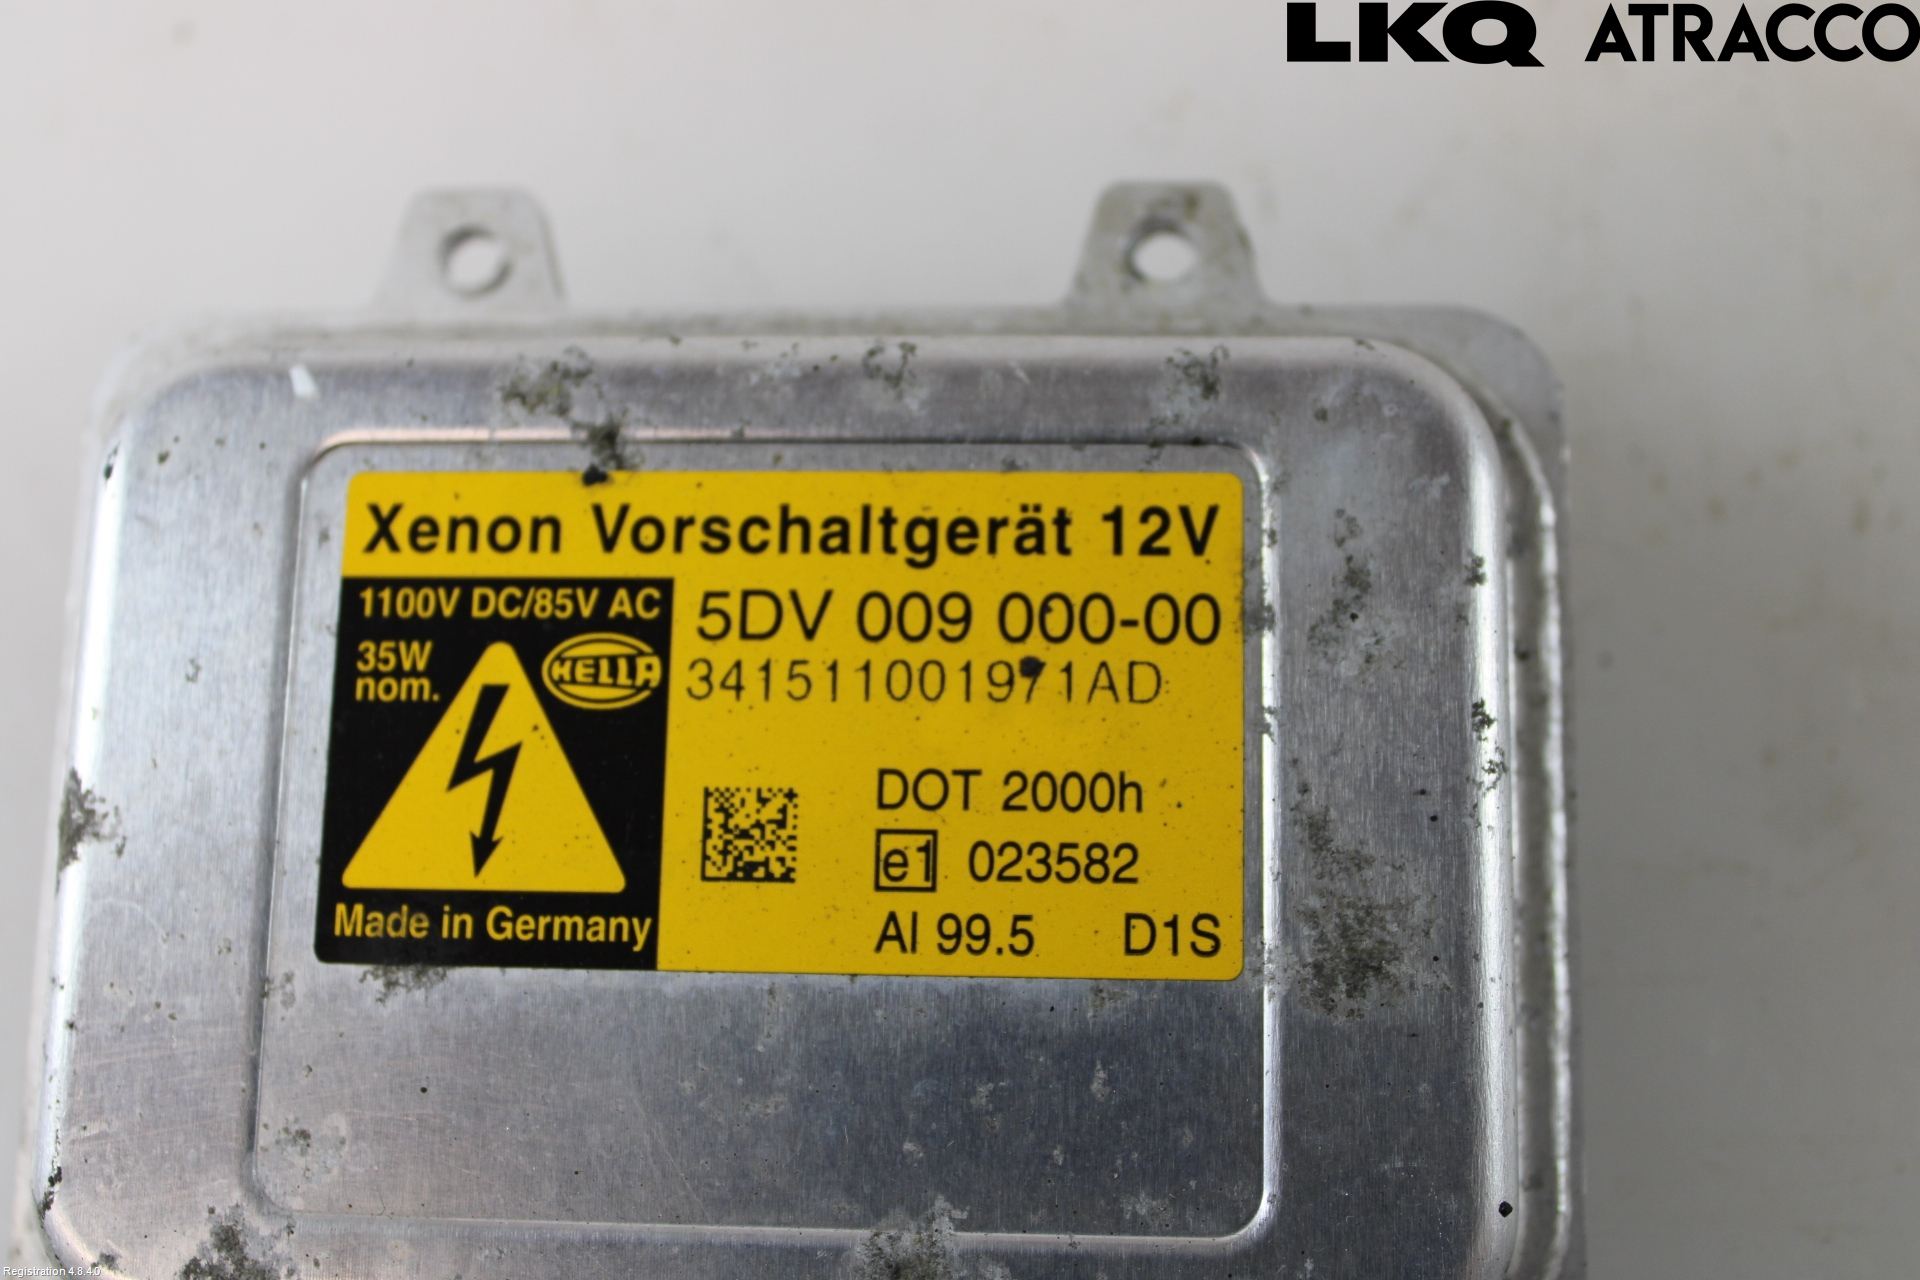 LKQ ATRACCO
Xenon Vorschaltgerät 12V
1100V DC/85V AC
35W
nom.
HELLA
5DV 009 000-00
341511001971AD
DOT 2000h
e1 023582
Al 99.5 D1S
Made in Germany
Registration 4.8.4.0